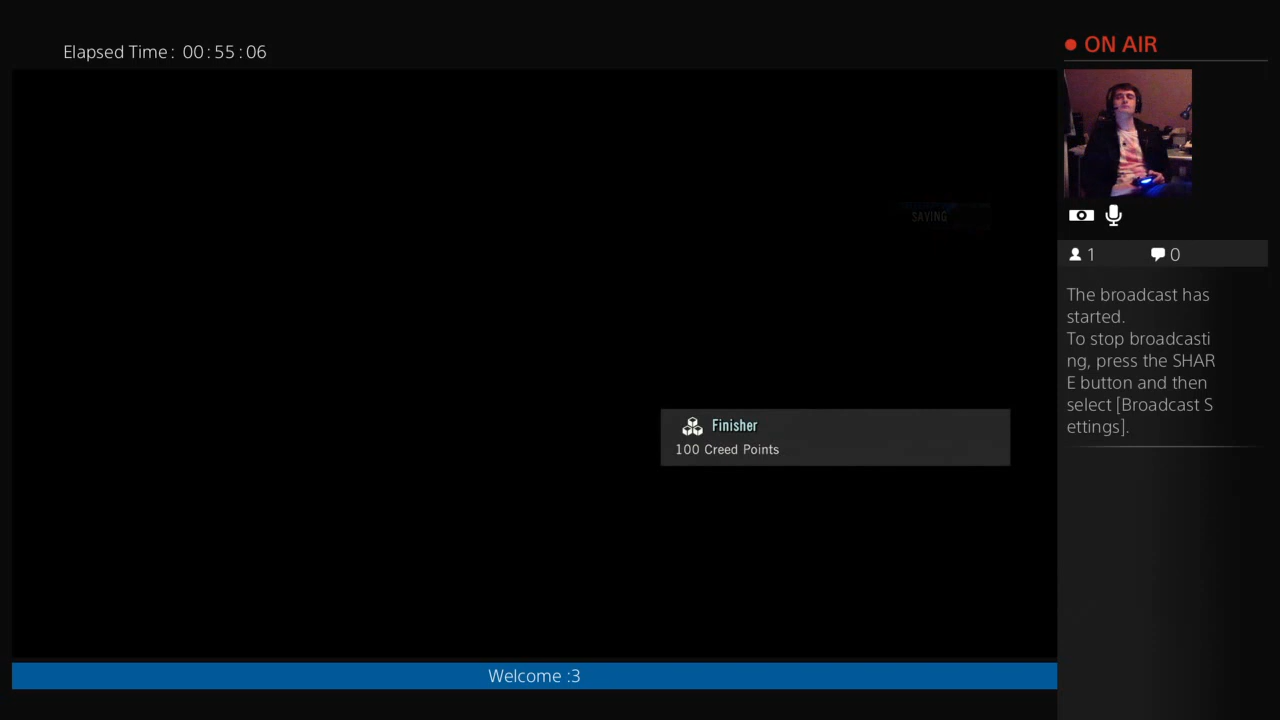 Elapsed Time: 00:55:06
ON AIR
SAVING
1 0
The broadcast has
started.
To stop broadcasti
ng, press the SHAR
E button and then
select [Broadcast S
ettings].
Finisher
100 Creed Points
Welcome :3